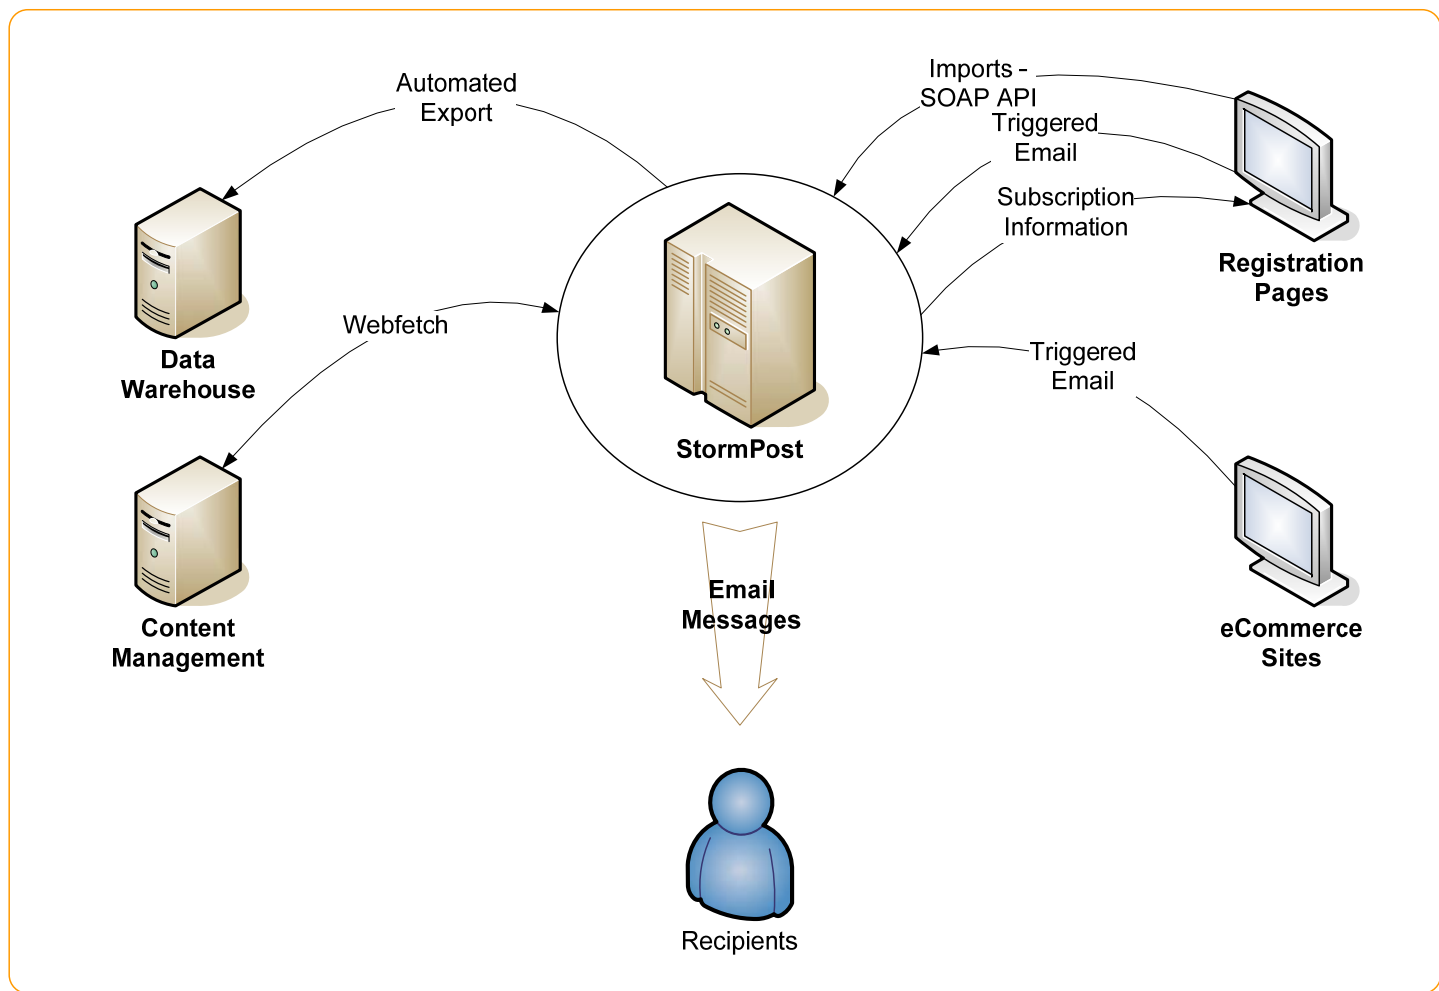 Automated
Export
Imports -
SOAP API
Triggered
Email
Subscription
Information
Registration
Pages
Webfetch
Data
Warehouse
Triggered
Email
StormPost
Content
Management
Email
Messages
eCommerce
Sites
Recipients